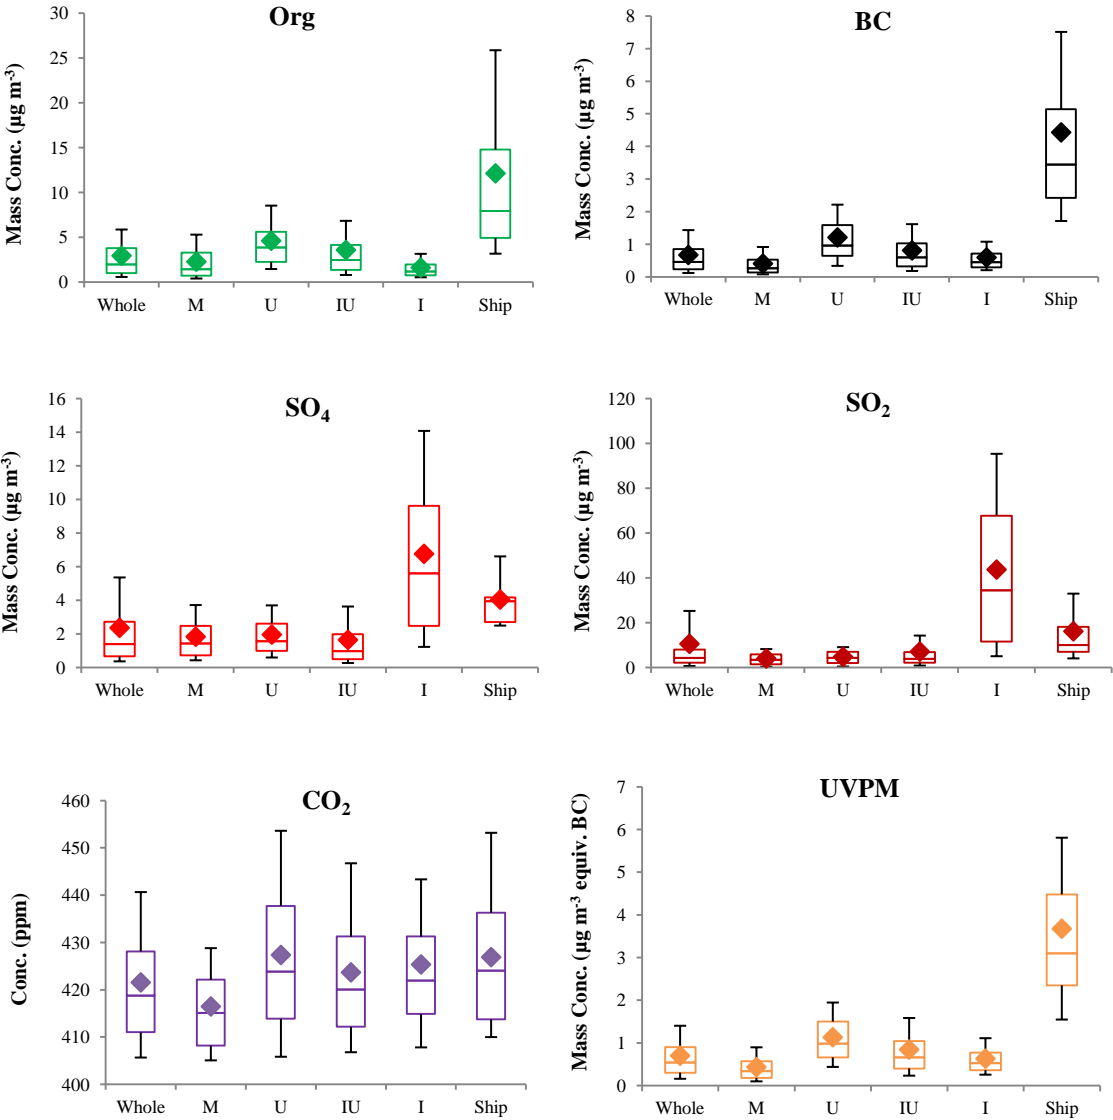 Org
Mass Conc. (µg m-3)
30
25
20
15
10
5
0
Whole M U IU I Ship
BC
Mass Conc. (µg m-3)
8
7
6
5
4
3
2
1
0
Whole M U IU I Ship
SO4
Mass Conc. (µg m-3)
16
14
12
10
8
6
4
2
0
Whole M U IU I Ship
SO2
Mass Conc. (µg m-3)
120
100
80
60
40
20
0
Whole M U IU I Ship
CO2
Conc. (ppm)
460
450
440
430
420
410
400
Whole M U IU I Ship
UVPM
Mass Conc. (µg m-3 equiv. BC)
7
6
5
4
3
2
1
0
Whole M U IU I Ship